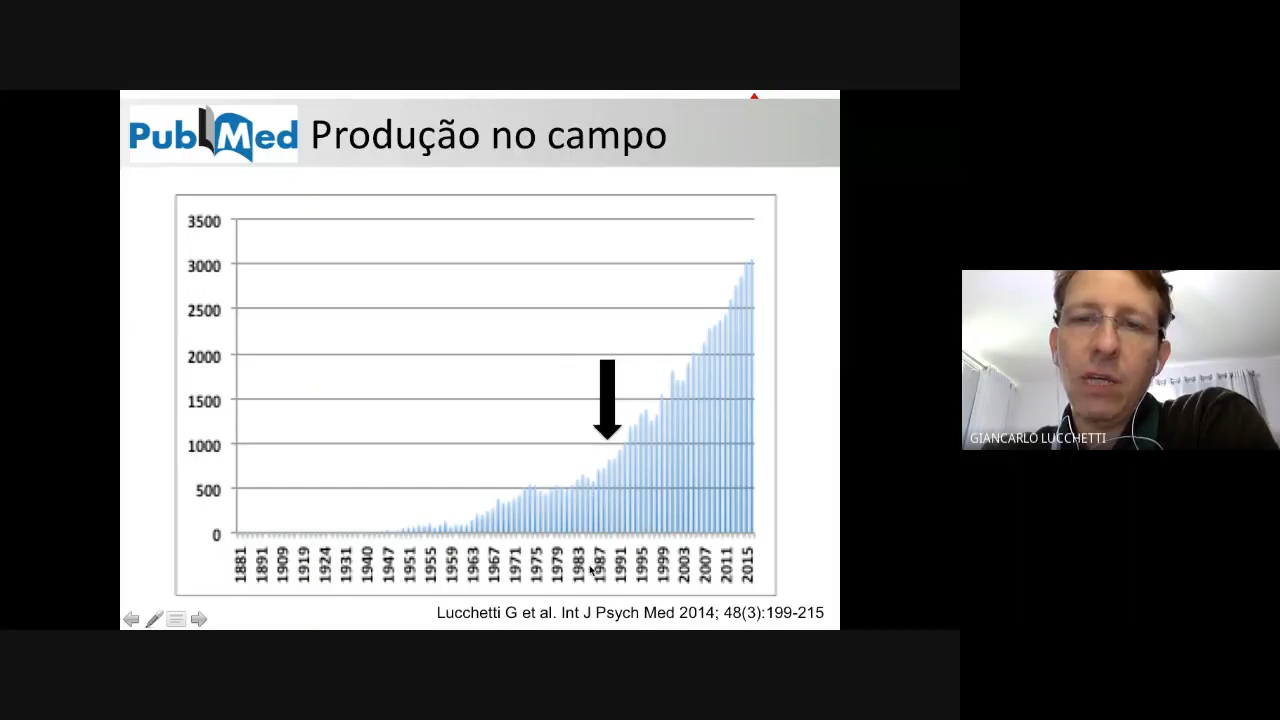 PubMed Produção no campo
3500
3000
2500
2000
1500
1000
500
0
1881 1891 1909 1919 1924 1931 1940 1947 1951 1955 1959 1963 1967 1971 1975 1979 1983 1987 1991 1995 1999 2003 2007 2011 2015
Lucchetti G et al. Int J Psych Med 2014; 48(3):199-215
GIANCARLO LUCCHETTI